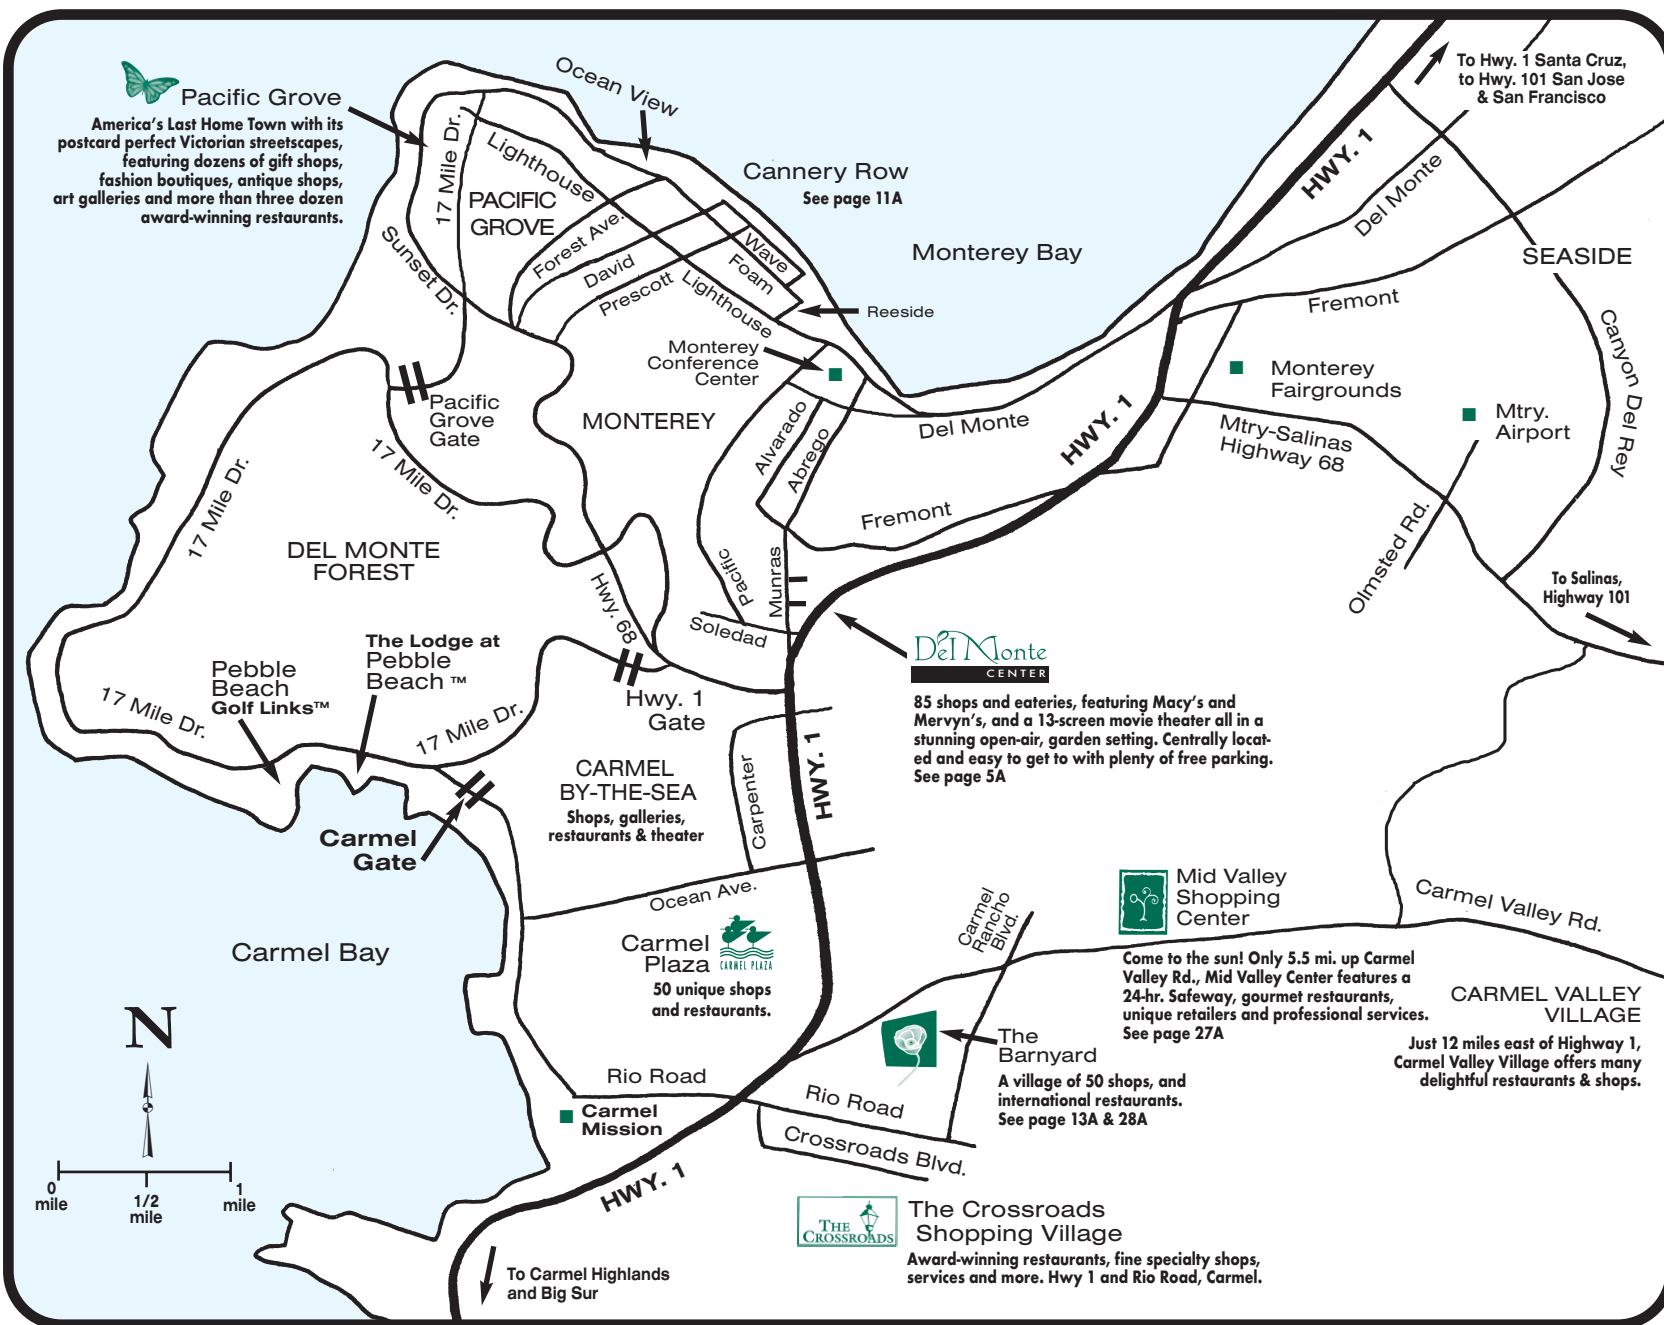 Pacific Grove
America's Last Home Town with its
postcard perfect Victorian streetscapes,
featuring dozens of gift shops,
fashion boutiques, antique shops,
art galleries and more than three dozen
award-winning restaurants.
Ocean View
Cannery Row
See page 11A
Monterey Bay
To Hwy. 1 Santa Cruz,
to Hwy. 101 San Jose
& San Francisco
HWY. 1
Del Monte
SEASIDE
Fremont
Canyon Del Rey
17 Mile Dr.
Lighthouse
PACIFIC
GROVE
Sunset Dr.
Forest Ave.
David
Prescott
Lighthouse
Wave
Foam
Reeside
Monterey
Conference
Center
MONTEREY
Alvarado
Abrego
Del Monte
HWY. 1
Monterey
Fairgrounds
Mtry.
Airport
Mtry-Salinas
Highway 68
Olmsted Rd.
To Salinas,
Highway 101
Fremont
Pacific
Grove
Gate
17 Mile Dr.
17 Mile Dr.
DEL MONTE
FOREST
Hwy. 68
Pacific
Munras
Soledad
Del Monte
CENTER
85 shops and eateries, featuring Macy's and
Mervyn's, and a 13-screen movie theater all in a
stunning open-air, garden setting. Centrally locat-
ed and easy to get to with plenty of free parking.
See page 5A
The Lodge at
Pebble
Beach ™
Pebble
Beach
Golf Links™
17 Mile Dr.
17 Mile Dr.
Hwy. 1
Gate
CARMEL
BY-THE-SEA
Shops, galleries,
restaurants & theater
Carpenter
HWY. 1
Carmel
Gate
Ocean Ave.
Carmel
Plaza
CARMEL PLAZA
50 unique shops
and restaurants.
Carmel Bay
Carmel
Rancho
Blvd.
Mid Valley
Shopping
Center
Come to the sun! Only 5.5 mi. up Carmel
Valley Rd., Mid Valley Center features a
24-hr. Safeway, gourmet restaurants,
unique retailers and professional services.
See page 27A
Carmel Valley Rd.
CARMEL VALLEY
VILLAGE
Just 12 miles east of Highway 1,
Carmel Valley Village offers many
delightful restaurants & shops.
The
Barnyard
A village of 50 shops, and
international restaurants.
See page 13A & 28A
N
0
mile
1/2
mile
1
mile
Rio Road
Carmel
Mission
Rio Road
Crossroads Blvd.
HWY. 1
THE
CROSSROADS
The Crossroads
Shopping Village
Award-winning restaurants, fine specialty shops,
services and more. Hwy 1 and Rio Road, Carmel.
To Carmel Highlands
and Big Sur